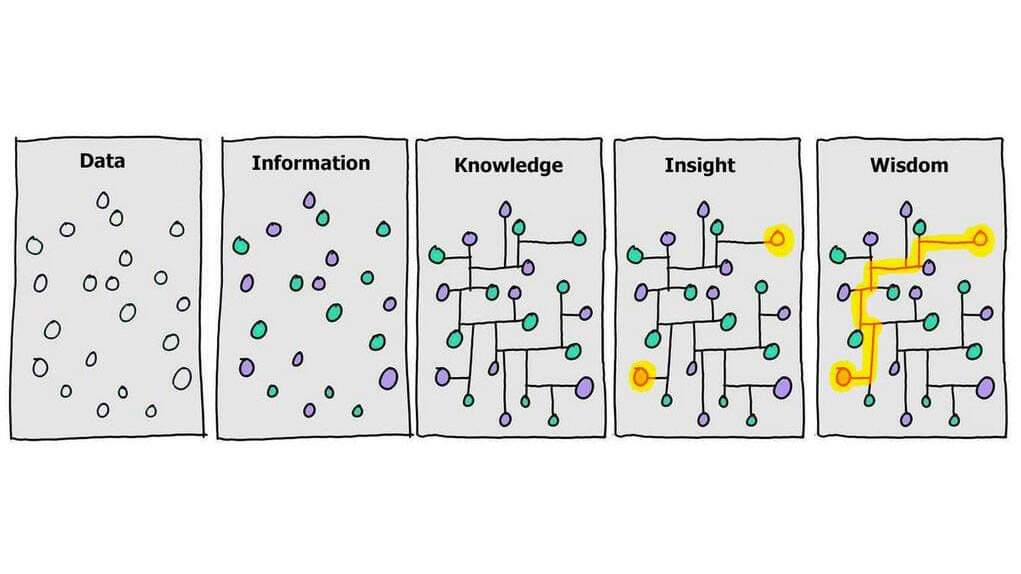 Data
Information
Knowledge
Insight
Wisdom